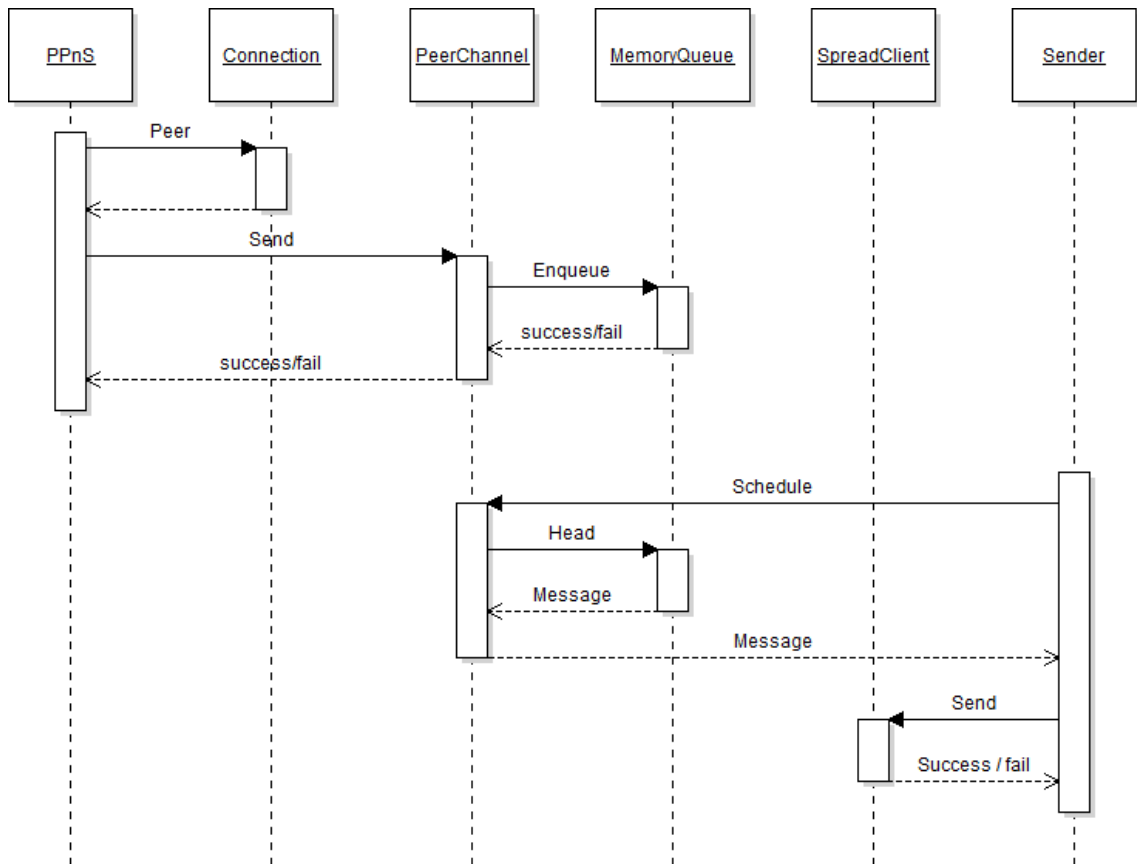 PPnS
Connection
PeerChannel
MemoryQueue
SpreadClient
Sender
Peer
Send
Enqueue
success/fail
success/fail
Schedule
Head
Message
Message
Send
Success / fail